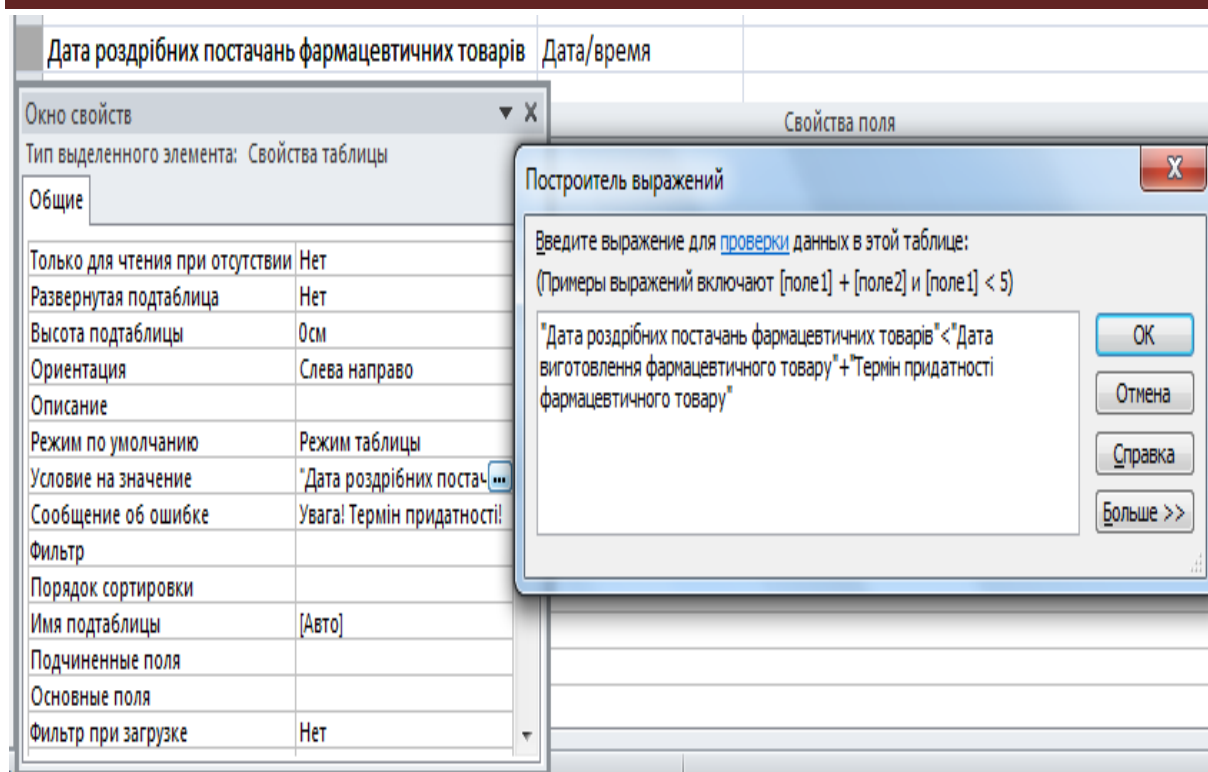 Дата роздрібних постачань фармацевтичних товарів Дата/время
Окно свойств
Тип выделенного элемента: Свойства таблицы
Общие
Только для чтения при отсутствии Нет
Развернутая подтаблица Нет
Высота подтаблицы 0см
Ориентация Слева направо
Описание
Режим по умолчанию Режим таблицы
Условие на значение "Дата роздрібних постач ...
Сообщение об ошибке Увага! Термін придатності!
Фильтр
Порядок сортировки
Имя подтаблицы [Авто]
Подчиненные поля
Основные поля
Фильтр при загрузке Нет
Свойства поля
Построитель выражений
Введите выражение для проверки данных в этой таблице:
(Примеры выражений включают [поле1] + [поле2] и [поле1] < 5)
"Дата роздрібних постачань фармацевтичних товарів"<"Дата
виготовлення фармацевтичного товару"+"Термін придатності
фармацевтичного товару"
ОК
Отмена
Справка
Больше >>